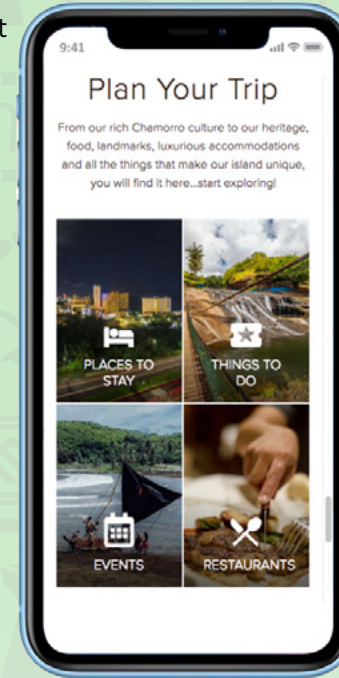 t
9:41
Plan Your Trip
From our rich Chamorro culture to our heritage,
food, landmarks, luxurious accommodations
and all the things that make our island unique,
you will find it here...start exploring!
PLACES TO
STAY
THINGS TO
DO
EVENTS
RESTAURANTS